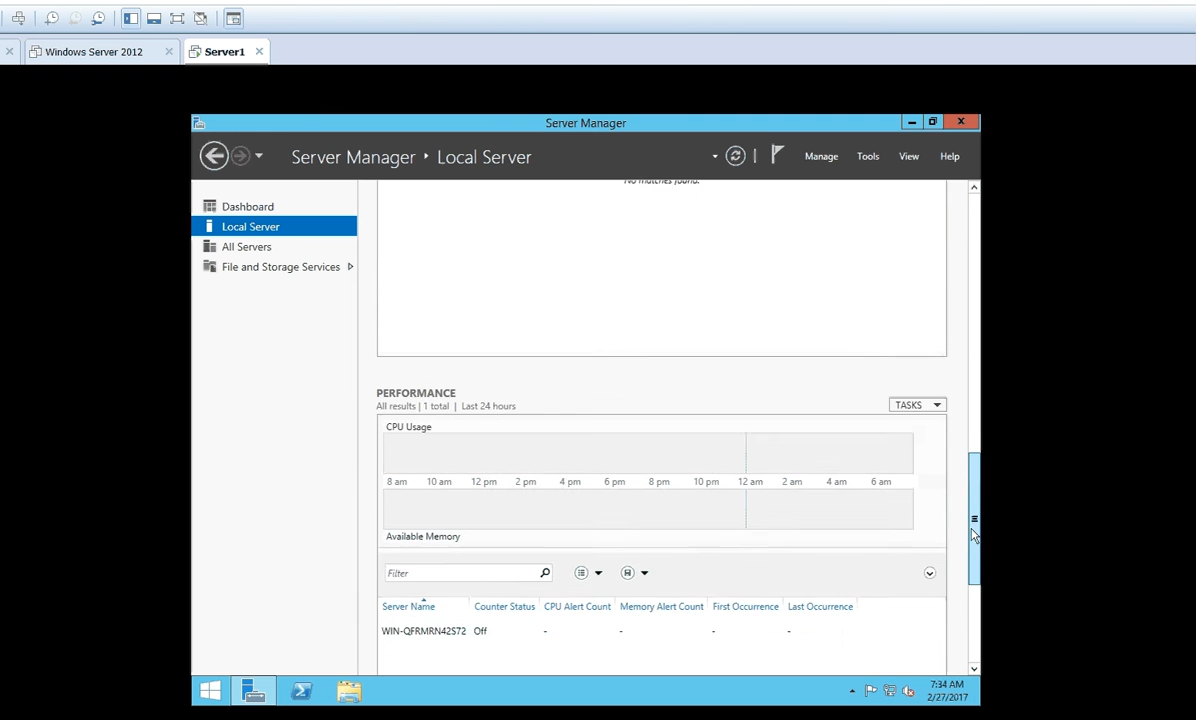 Windows Server 2012
Server1
Server Manager
Server Manager • Local Server
Manage
Tools
View
Help
Dashboard
Local Server
All Servers
File and Storage Services
No matches found.
PERFORMANCE
All results | 1 total | Last 24 hours
TASKS
CPU Usage
8 am 10 am 12 pm 2 pm 4 pm 6 pm 8 pm 10 pm 12 am 2 am 4 am 6 am
Available Memory
Filter
Server Name Counter Status CPU Alert Count Memory Alert Count First Occurrence Last Occurrence
WIN-QFRMRN42S72 Off - - - -
7:34 AM
2/27/2017